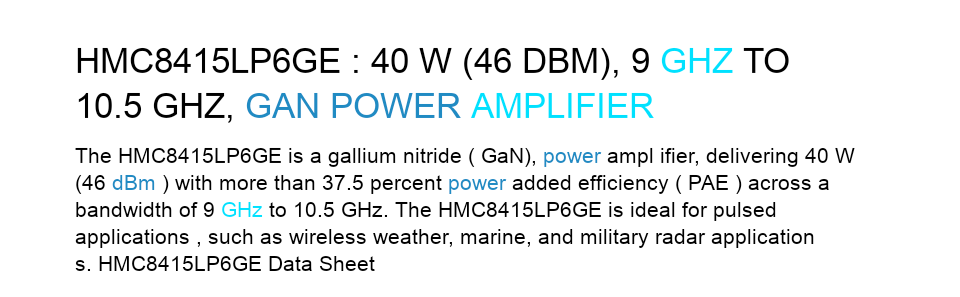 HMC8415LP6GE : 40 W (46 DBM), 9 GHZ TO
10.5 GHZ, GAN POWER AMPLIFIER
The HMC8415LP6GE is a gallium nitride ( GaN), power ampl ifier, delivering 40 W
(46 dBm ) with more than 37.5 percent power added efficiency ( PAE ) across a
bandwidth of 9 GHz to 10.5 GHz. The HMC8415LP6GE is ideal for pulsed
applications , such as wireless weather, marine, and military radar application
s. HMC8415LP6GE Data Sheet